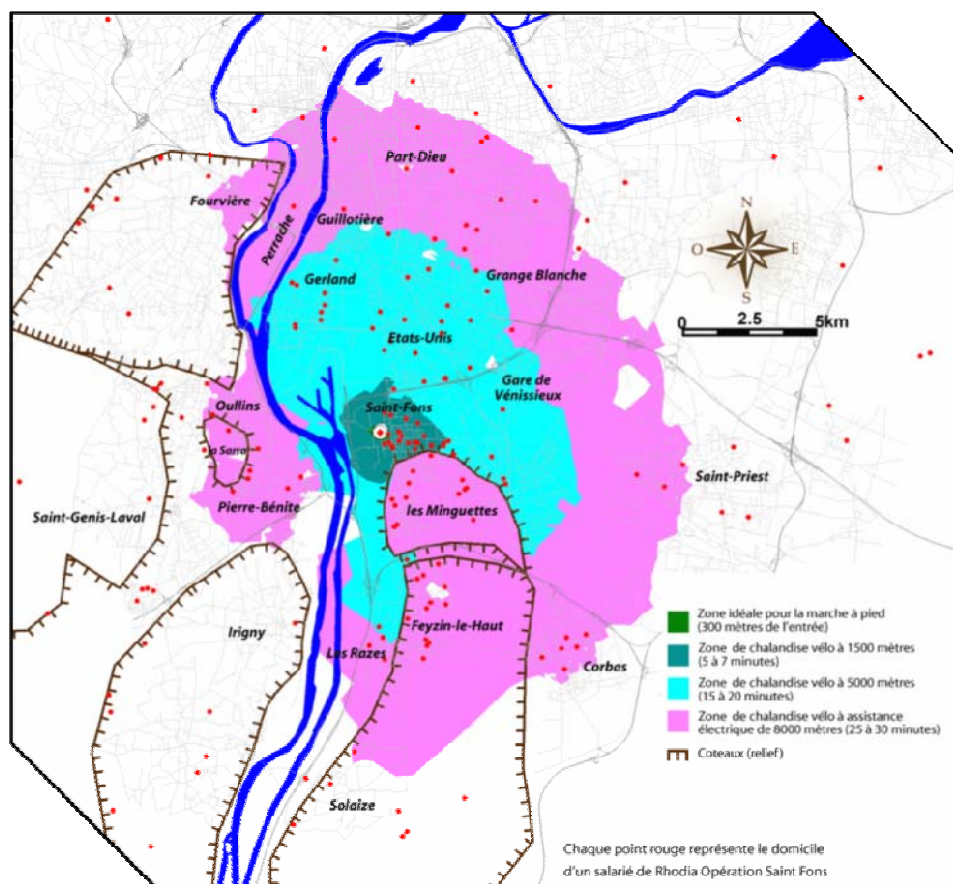 Part-Dieu
Fourvière
Guillotière
Perrache
N
O
E
S
Gerland
Grange Blanche
0 2.5 5km
Etats-Unis
Gare de
Vénissieux
Saint-Fons
Oullins
La Sarra
Saint-Priest
Pierre-Bénite
les Minguettes
Saint-Genis-Laval
Irigny
Feyzin-le-Haut
Les Razes
Corbas
Solaize
Zone idéale pour la marche à pied
(300 mètres de l'entrée)
Zone de chalandise vélo à 1500 mètres
(5 à 7 minutes)
Zone de chalandise vélo à 5000 mètres
(15 à 20 minutes)
Zone de chalandise vélo à assistance
électrique de 8000 mètres (25 à 30 minutes)
Coteaux (relief)
Chaque point rouge représente le domicile
d'un salarié de Rhodia Opération Saint Fons